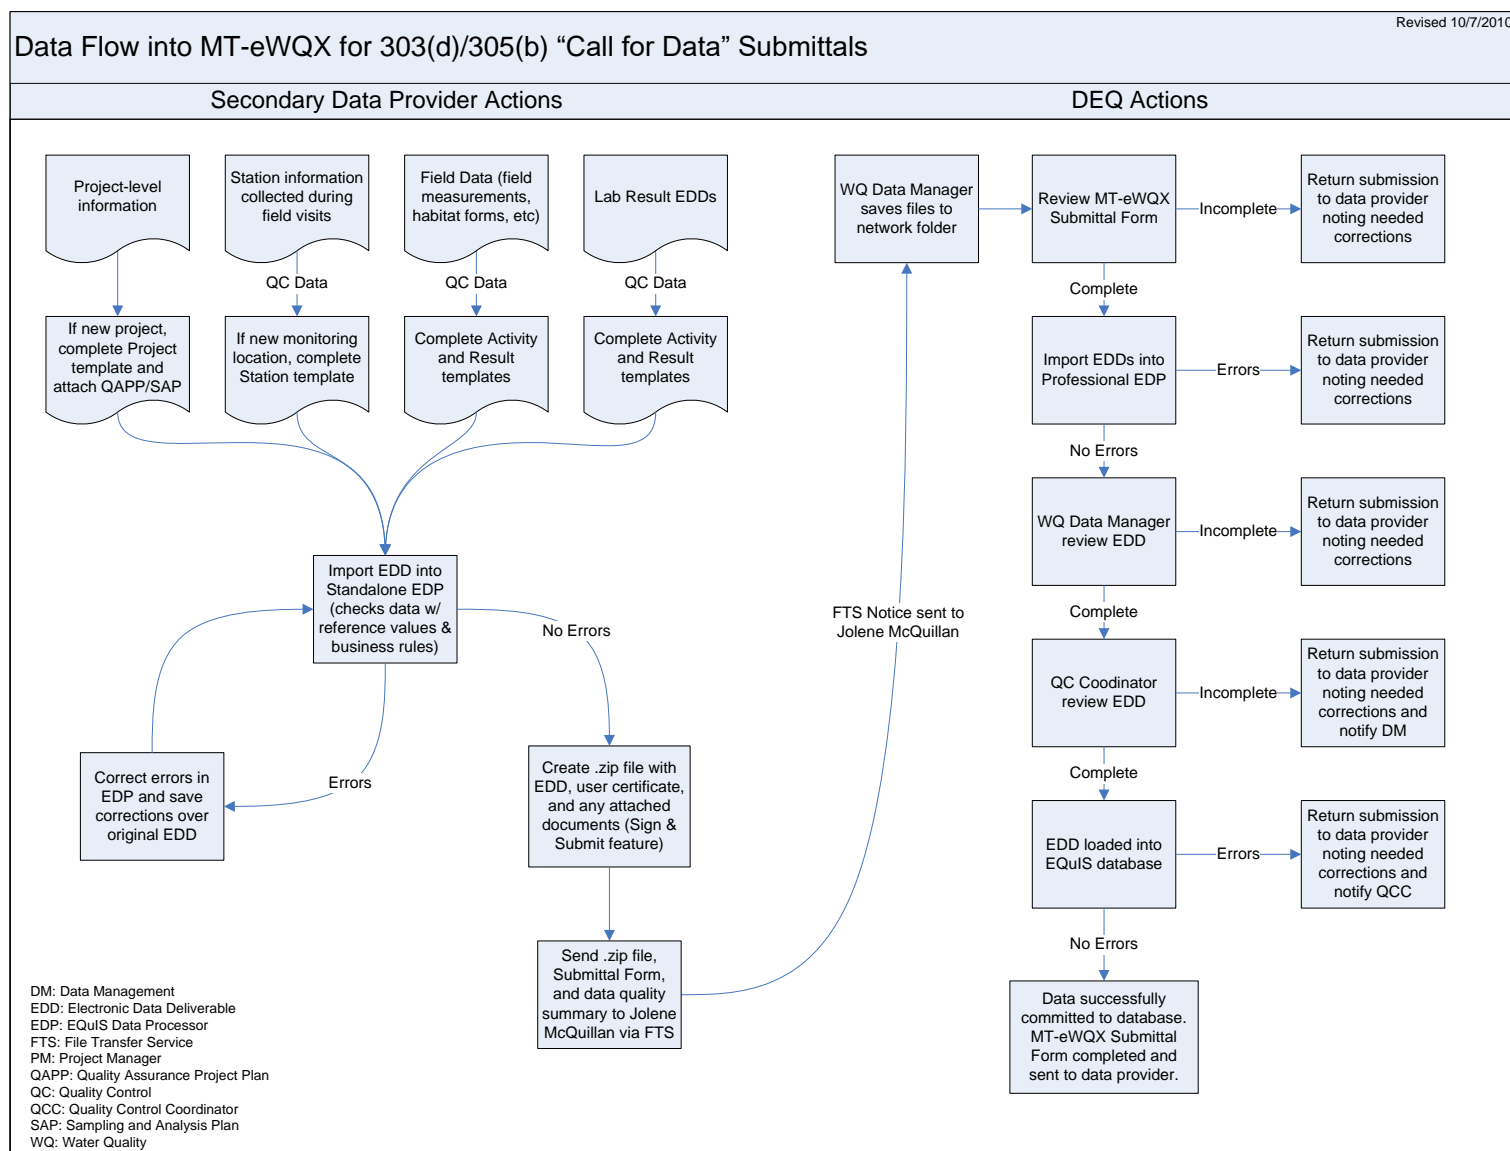 Revised 10/7/2010
Data Flow into MT-eWQX for 303(d)/305(b) “Call for Data” Submittals
Secondary Data Provider Actions
DEQ Actions
Project-level
information
Station information
collected during
field visits
Field Data (field
measurements,
habitat forms, etc)
Lab Result EDDs
QC Data
QC Data
QC Data
If new project,
complete Project
template and
attach QAPP/SAP
If new monitoring
location, complete
Station template
Complete Activity
and Result
templates
Complete Activity
and Result
templates
Import EDD into
Standalone EDP
(checks data w/
reference values &
business rules)
No Errors
Errors
Correct errors in
EDP and save
corrections over
original EDD
Create .zip file with
EDD, user certificate,
and any attached
documents (Sign &
Submit feature)
Send .zip file,
Submittal Form,
and data quality
summary to Jolene
McQuillan via FTS
FTS Notice sent to
Jolene McQuillan
WQ Data Manager
saves files to
network folder
Review MT-eWQX
Submittal Form
Incomplete
Return submission
to data provider
noting needed
corrections
Complete
Import EDDs into
Professional EDP
Errors
Return submission
to data provider
noting needed
corrections
No Errors
WQ Data Manager
review EDD
Incomplete
Return submission
to data provider
noting needed
corrections
Complete
QC Coodinator
review EDD
Incomplete
Return submission
to data provider
noting needed
corrections and
notify DM
Complete
EDD loaded into
EQuIS database
Errors
Return submission
to data provider
noting needed
corrections and
notify QCC
No Errors
Data successfully
committed to database.
MT-eWQX Submittal
Form completed and
sent to data provider.
DM: Data Management
EDD: Electronic Data Deliverable
EDP: EQuIS Data Processor
FTS: File Transfer Service
PM: Project Manager
QAPP: Quality Assurance Project Plan
QC: Quality Control
QCC: Quality Control Coordinator
SAP: Sampling and Analysis Plan
WQ: Water Quality